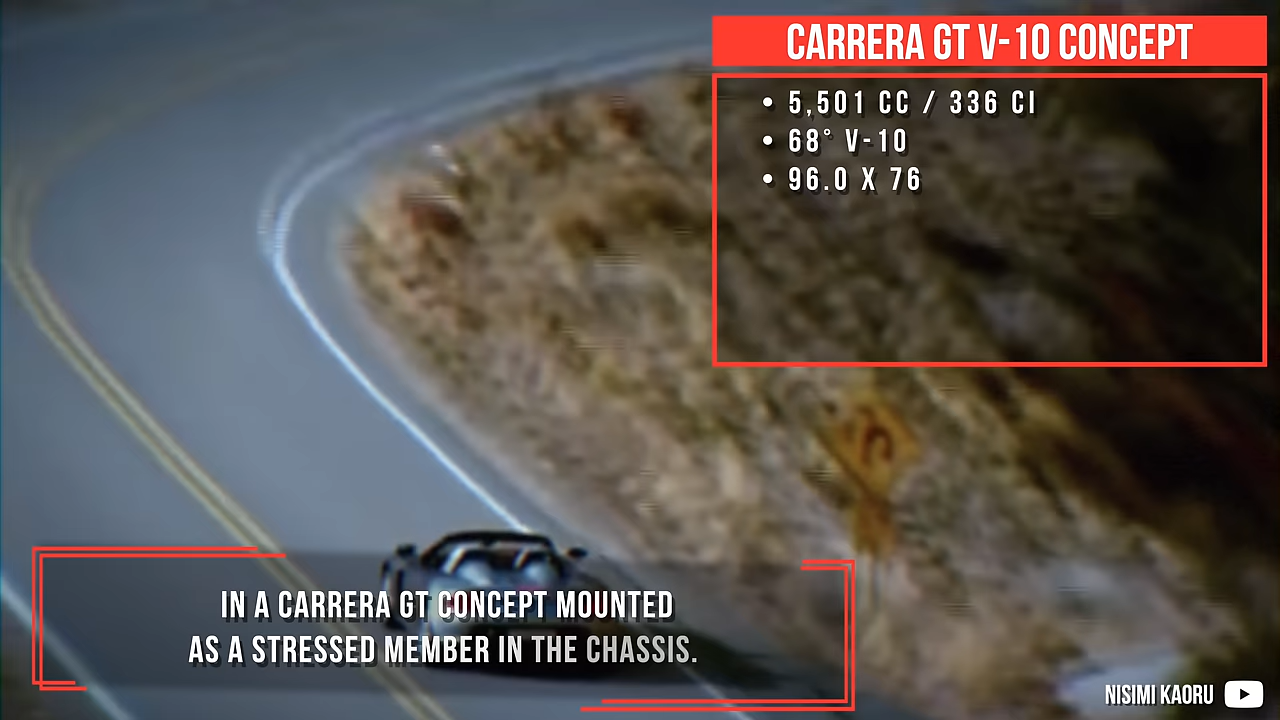 CARRERA GT V-10 CONCEPT
• 5,501 CC / 336 CI
• 68° V-10
• 96.0 X 76
IN A CARRERA GT CONCEPT MOUNTED
AS A STRESSED MEMBER IN THE CHASSIS.
NISIMI KAORU